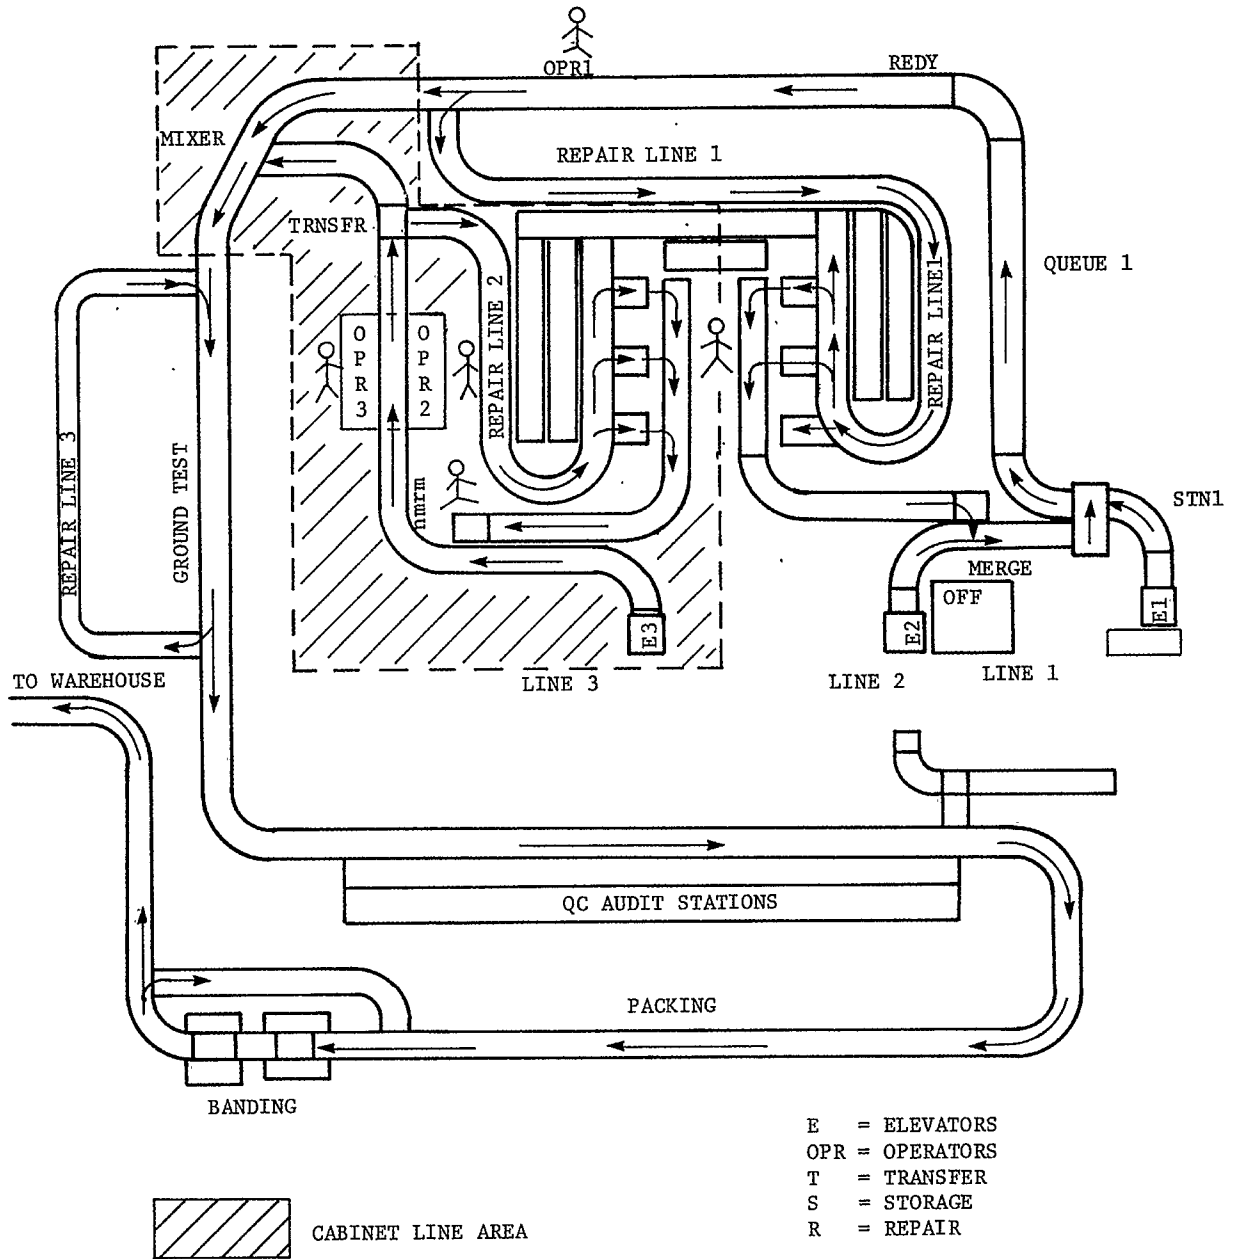 OPR1
REDY
MIXER
REPAIR LINE 1
TRNSFR
QUEUE 1
REPAIR LINE 2
REPAIR LINE1
OPR3
OPR2
nmrm
REPAIR LINE 3
GROUND TEST
STN1
MERGE
OFF
E1
E2
E3
LINE 3
LINE 2
LINE 1
TO WAREHOUSE
QC AUDIT STATIONS
PACKING
BANDING
E = ELEVATORS
OPR = OPERATORS
T = TRANSFER
S = STORAGE
R = REPAIR
CABINET LINE AREA